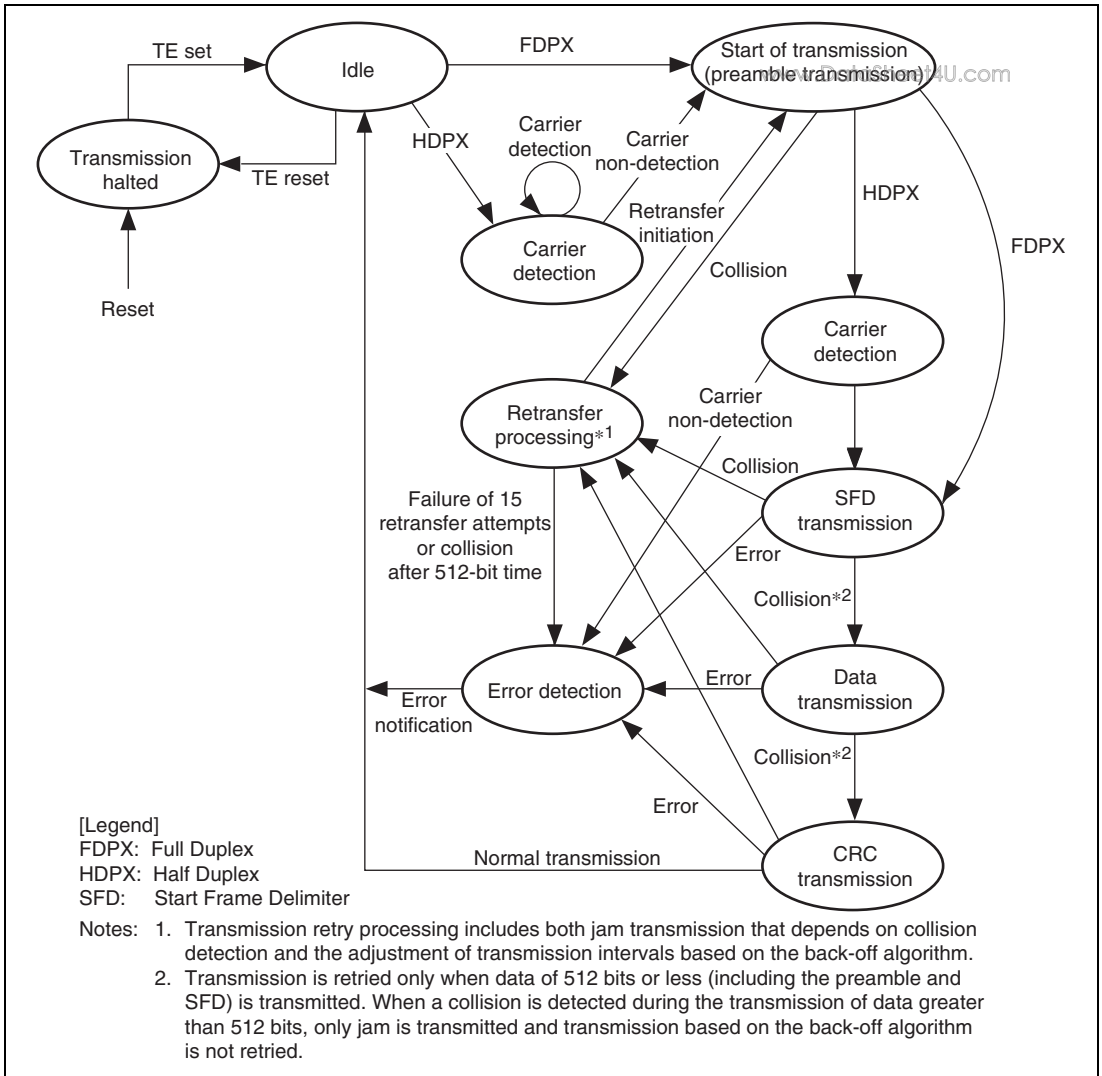 TE set
Idle
FDPX
Start of transmission
(preamble transmission)
www.DataSheet4U.com
Transmission
halted
TE reset
HDPX
Carrier
detection
Carrier
non-detection
Carrier
detection
Retransfer
initiation
Collision
HDPX
FDPX
Reset
Carrier
detection
Retransfer
processing*1
Carrier
non-detection
Collision
SFD
transmission
Failure of 15
retransfer attempts
or collision
after 512-bit time
Error
Collision*2
Error detection
Error
Data
transmission
Error
notification
Collision*2
Error
Normal transmission
CRC
transmission
[Legend]
FDPX: Full Duplex
HDPX: Half Duplex
SFD: Start Frame Delimiter
Notes: 1. Transmission retry processing includes both jam transmission that depends on collision
detection and the adjustment of transmission intervals based on the back-off algorithm.
2. Transmission is retried only when data of 512 bits or less (including the preamble and
SFD) is transmitted. When a collision is detected during the transmission of data greater
than 512 bits, only jam is transmitted and transmission based on the back-off algorithm
is not retried.